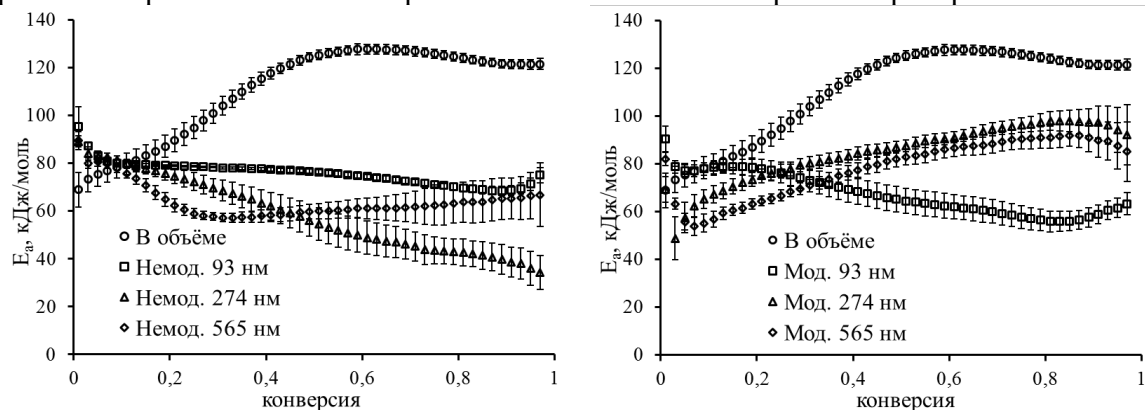 140
120
100
80
60
40
20
0
Eₐ, кДж/моль
В объёме
Немод. 93 нм
Немод. 274 нм
Немод. 565 нм
0 0,2 0,4 0,6 0,8 1
конверсия
140
120
100
80
60
40
20
0
Eₐ, кДж/моль
В объёме
Мод. 93 нм
Мод. 274 нм
Мод. 565 нм
0 0,2 0,4 0,6 0,8 1
конверсия